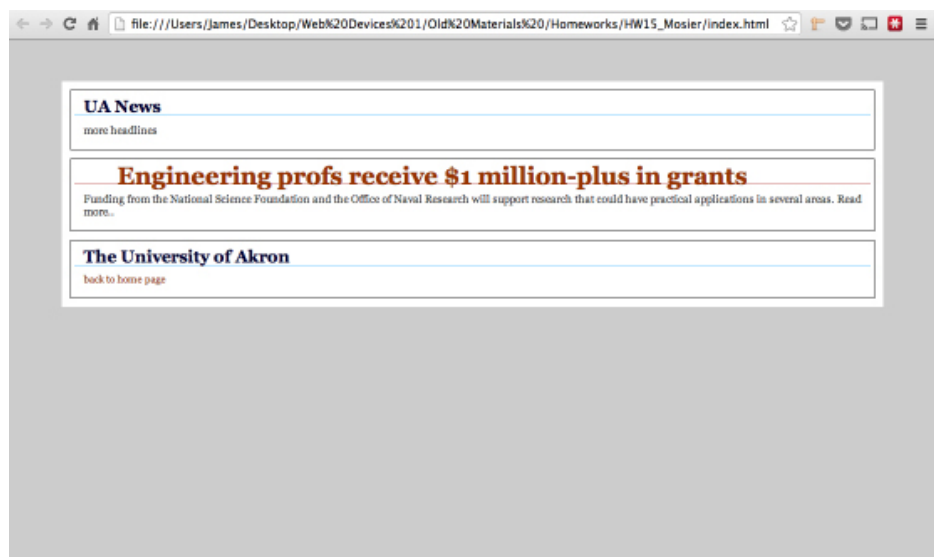 file:///Users/James/Desktop/Web%20Devices%201/Old%20Materials%20/Homeworks/HW15_Mosier/index.html
UA News
more headlines
Engineering profs receive $1 million-plus in grants
Funding from the National Science Foundation and the Office of Naval Research will support research that could have practical applications in several areas. Read
more..
The University of Akron
back to home page